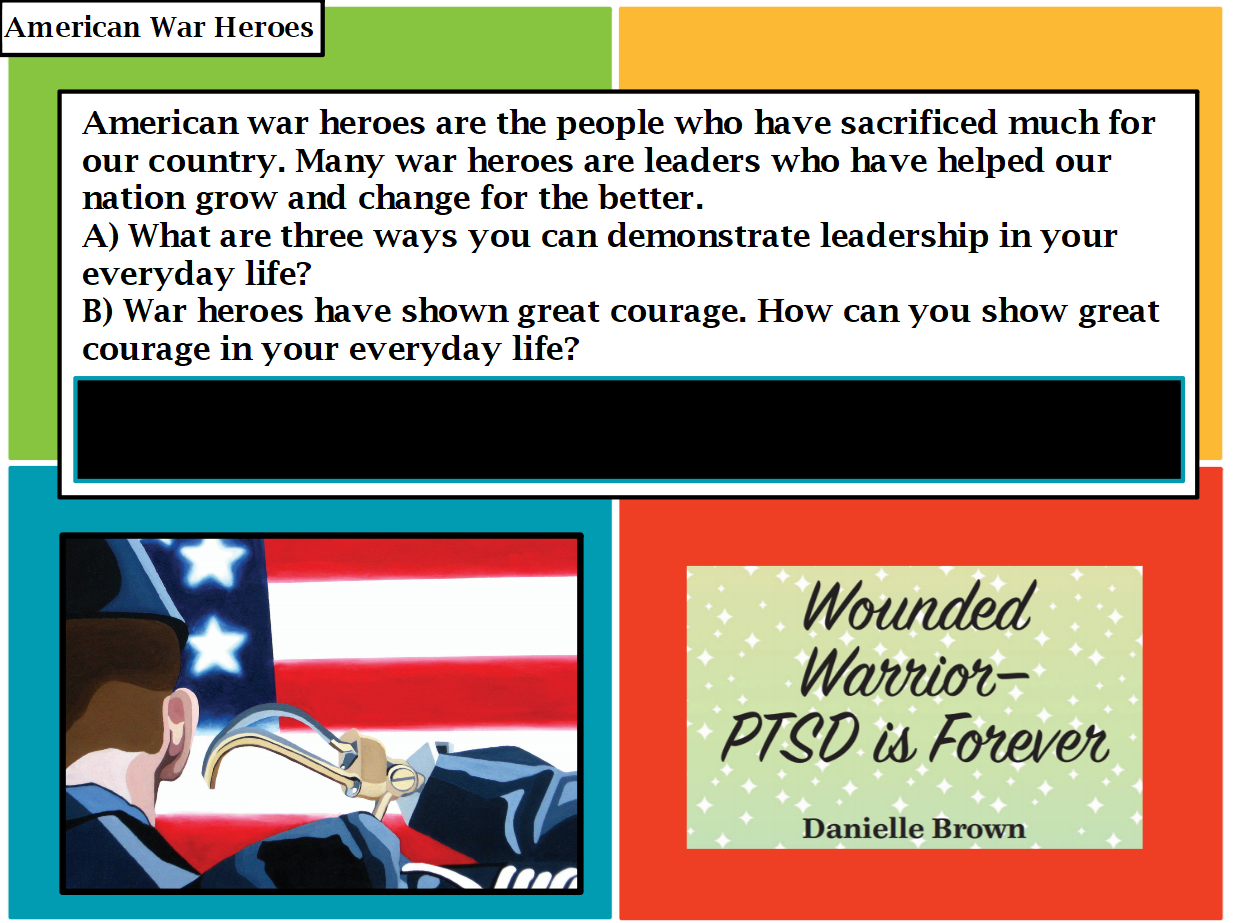 American War Heroes
American war heroes are the people who have sacrificed much for
our country. Many war heroes are leaders who have helped our
nation grow and change for the better.
A) What are three ways you can demonstrate leadership in your
everyday life?
B) War heroes have shown great courage. How can you show great
courage in your everyday life?
Wounded
Warrior–
PTSD is Forever
Danielle Brown